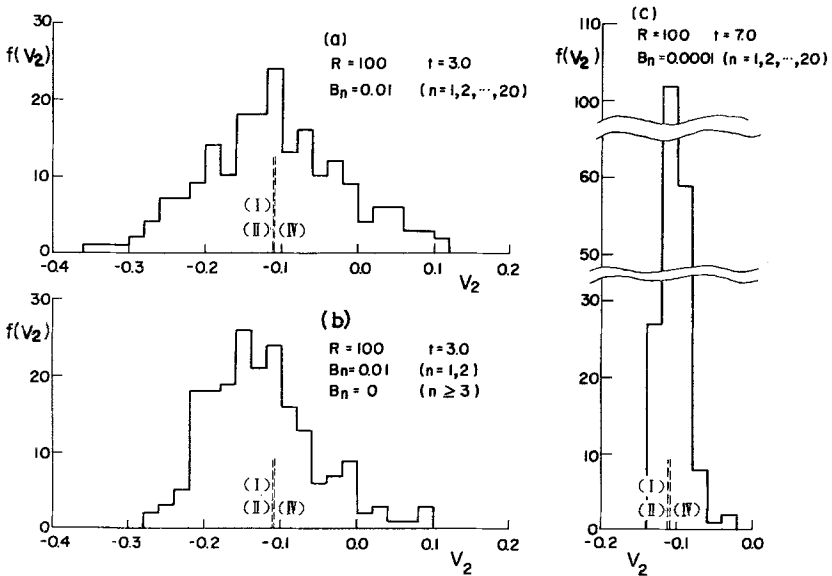 (a)
R = 100 t = 3.0
Bn = 0.01 (n = 1, 2, ···, 20)
f(V2)
30
20
10
0
(I)
(II) (IV)
-0.4 -0.3 -0.2 -0.1 0.0 0.1 0.2
V2
(b)
R = 100 t = 3.0
Bn = 0.01 (n = 1, 2)
Bn = 0 (n ≥ 3)
f(V2)
30
20
10
0
(I)
(II) (IV)
-0.4 -0.3 -0.2 -0.1 0.0 0.1 0.2
V2
(c)
R = 100 t = 7.0
Bn = 0.0001 (n = 1, 2, ···, 20)
f(V2)
110
100
60
50
30
20
10
0
(I)
(II) (IV)
-0.2 -0.1 0.0
V2